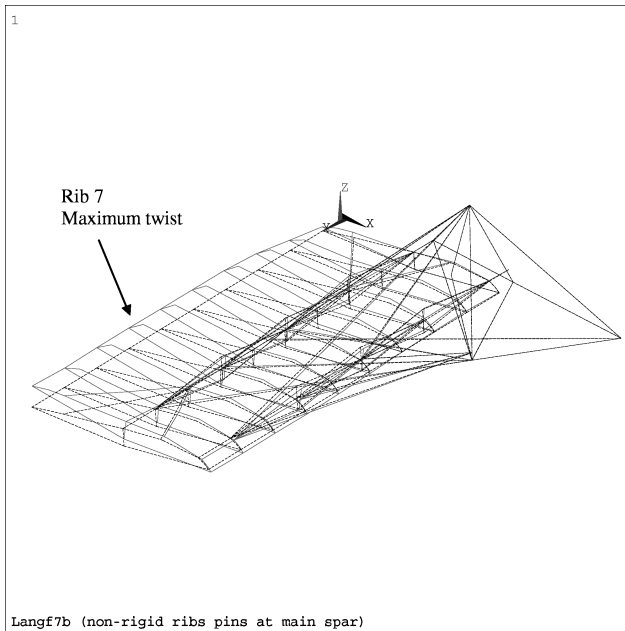 1
Rib 7
Maximum twist
Z
Y X
Langf7b (non-rigid ribs pins at main spar)